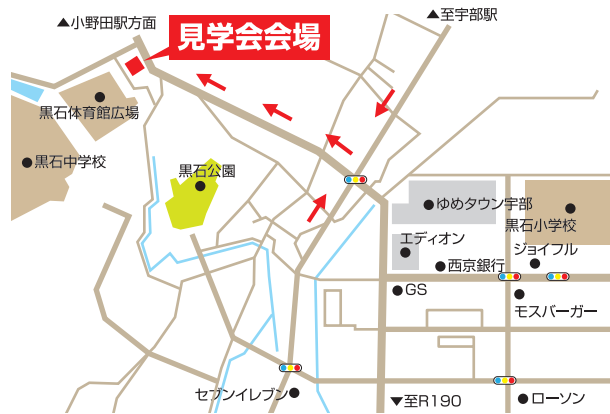 ▲小野田駅方面
▲至宇部駅
見学会会場
黒石体育館広場
黒石中学校
黒石公園
ゆめタウン宇部
黒石小学校
エディオン
ジョイフル
西京銀行
GS
モスバーガー
セブンイレブン
▼至R190
ローソン